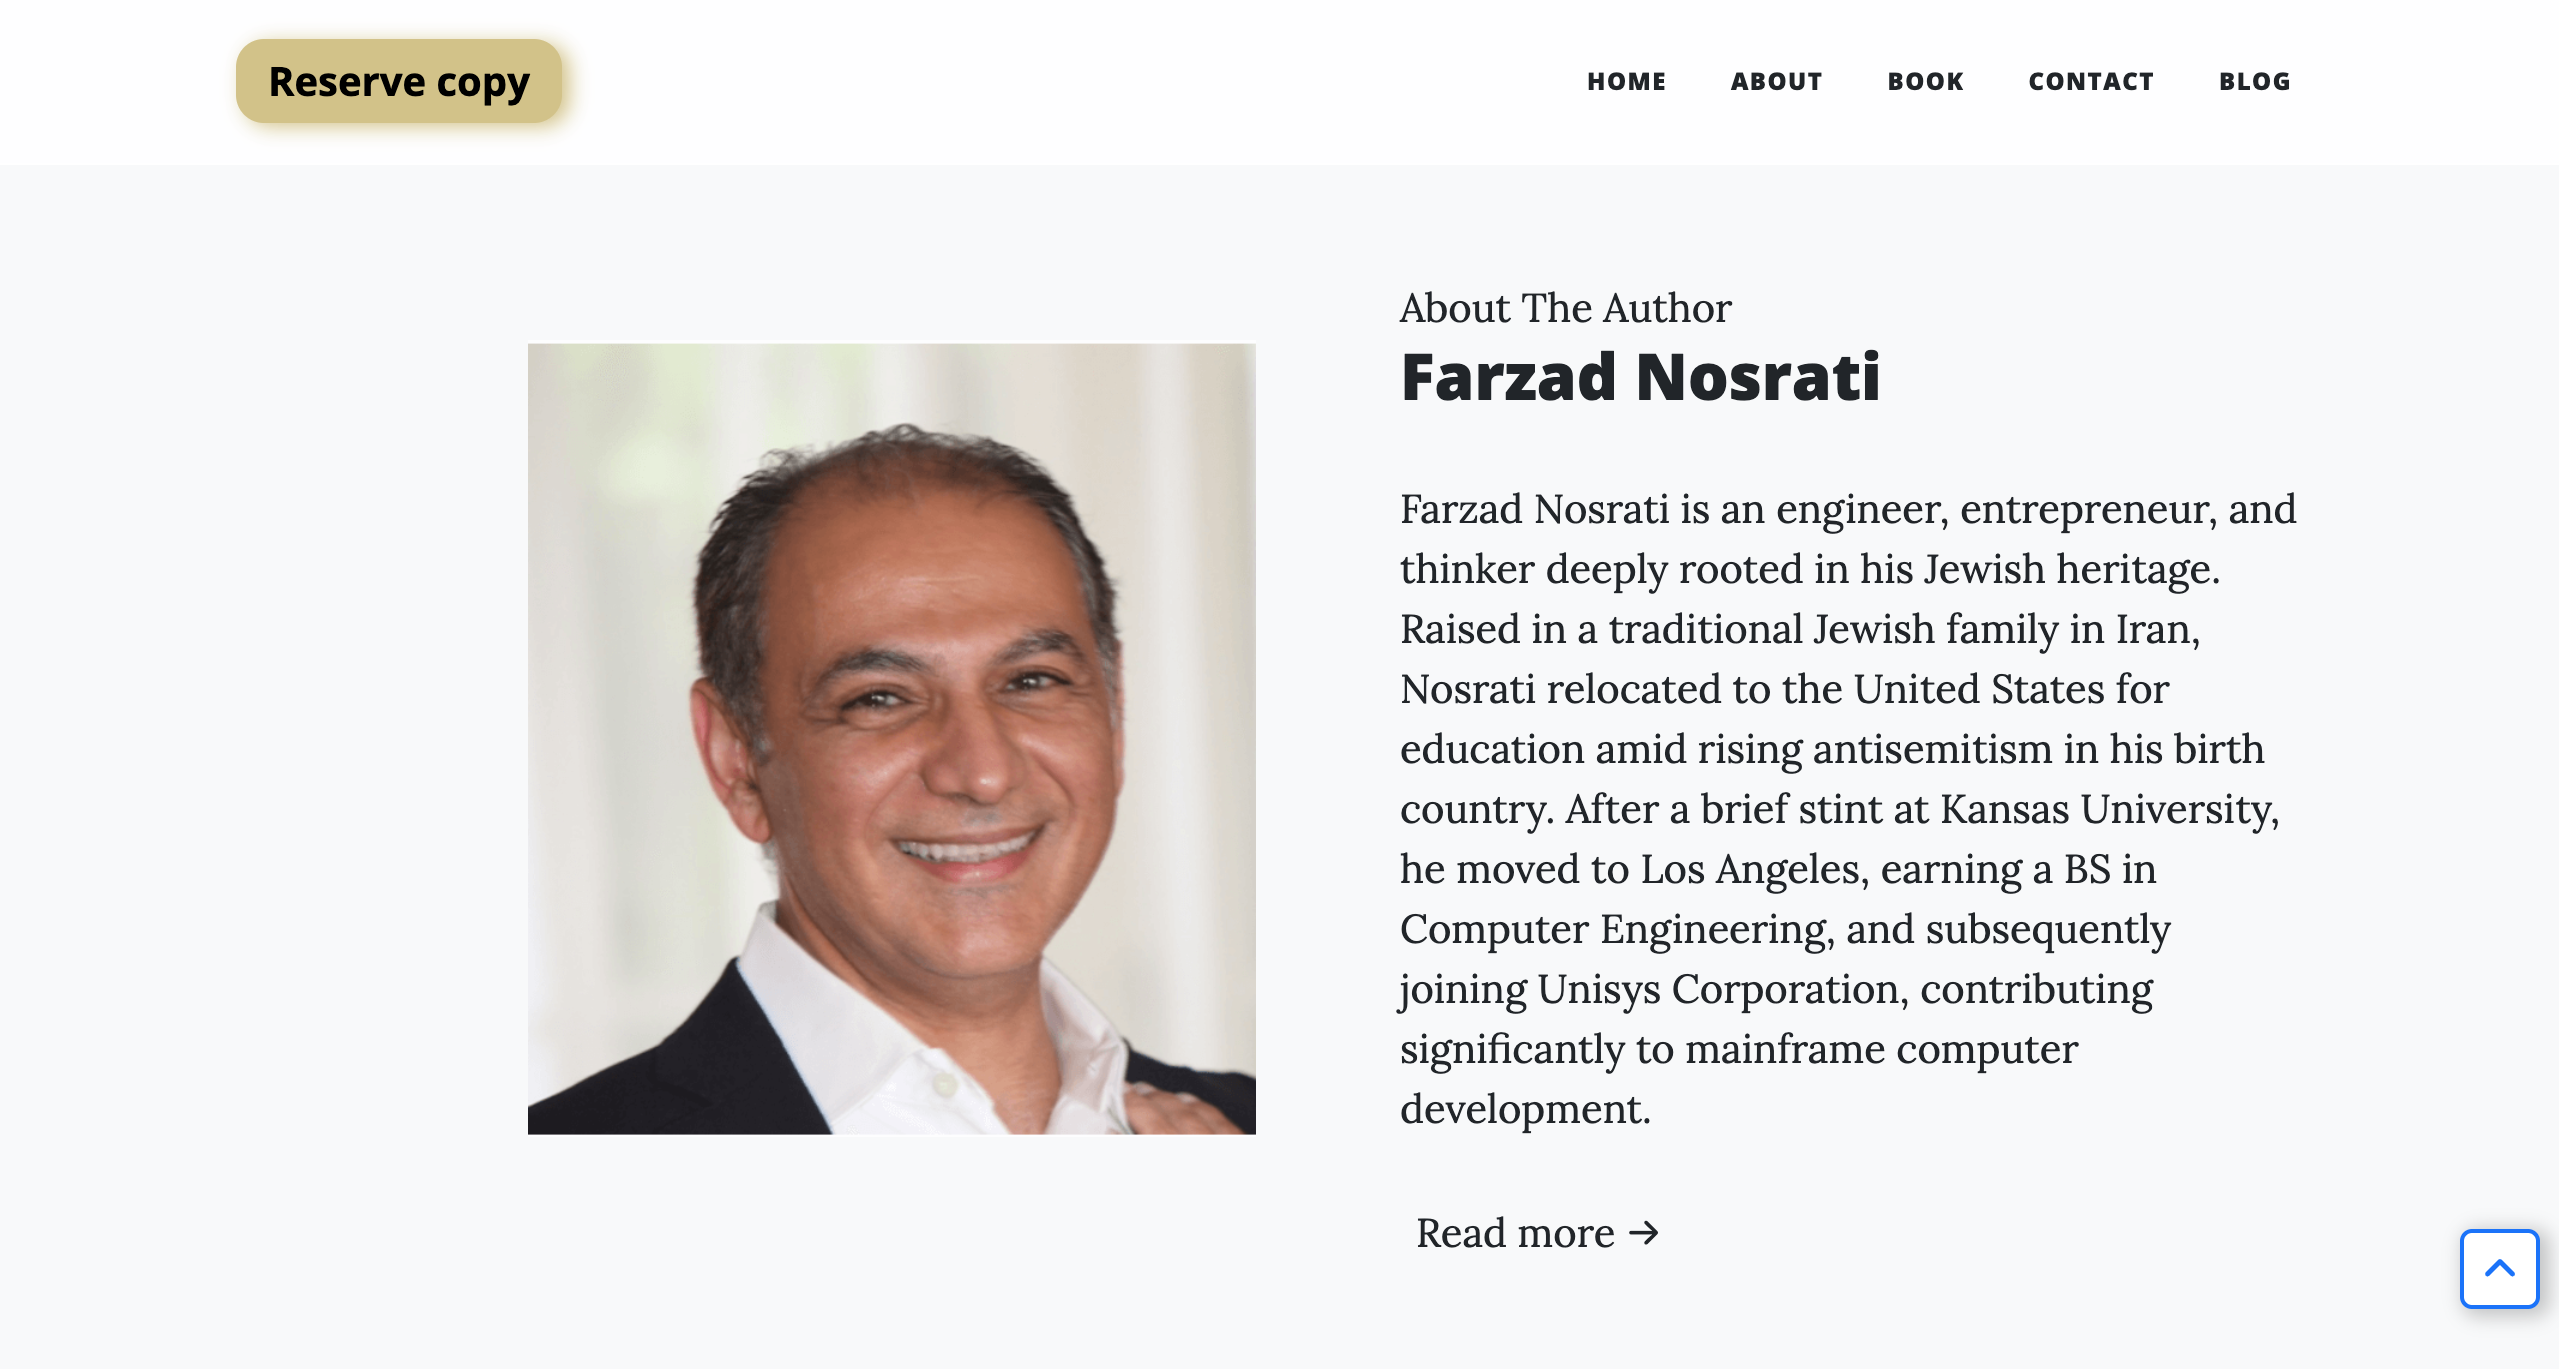 Reserve copy
HOME ABOUT BOOK CONTACT BLOG
About The Author
Farzad Nosrati
Farzad Nosrati is an engineer, entrepreneur, and
thinker deeply rooted in his Jewish heritage.
Raised in a traditional Jewish family in Iran,
Nosrati relocated to the United States for
education amid rising antisemitism in his birth
country. After a brief stint at Kansas University,
he moved to Los Angeles, earning a BS in
Computer Engineering, and subsequently
joining Unisys Corporation, contributing
significantly to mainframe computer
development.
Read more →